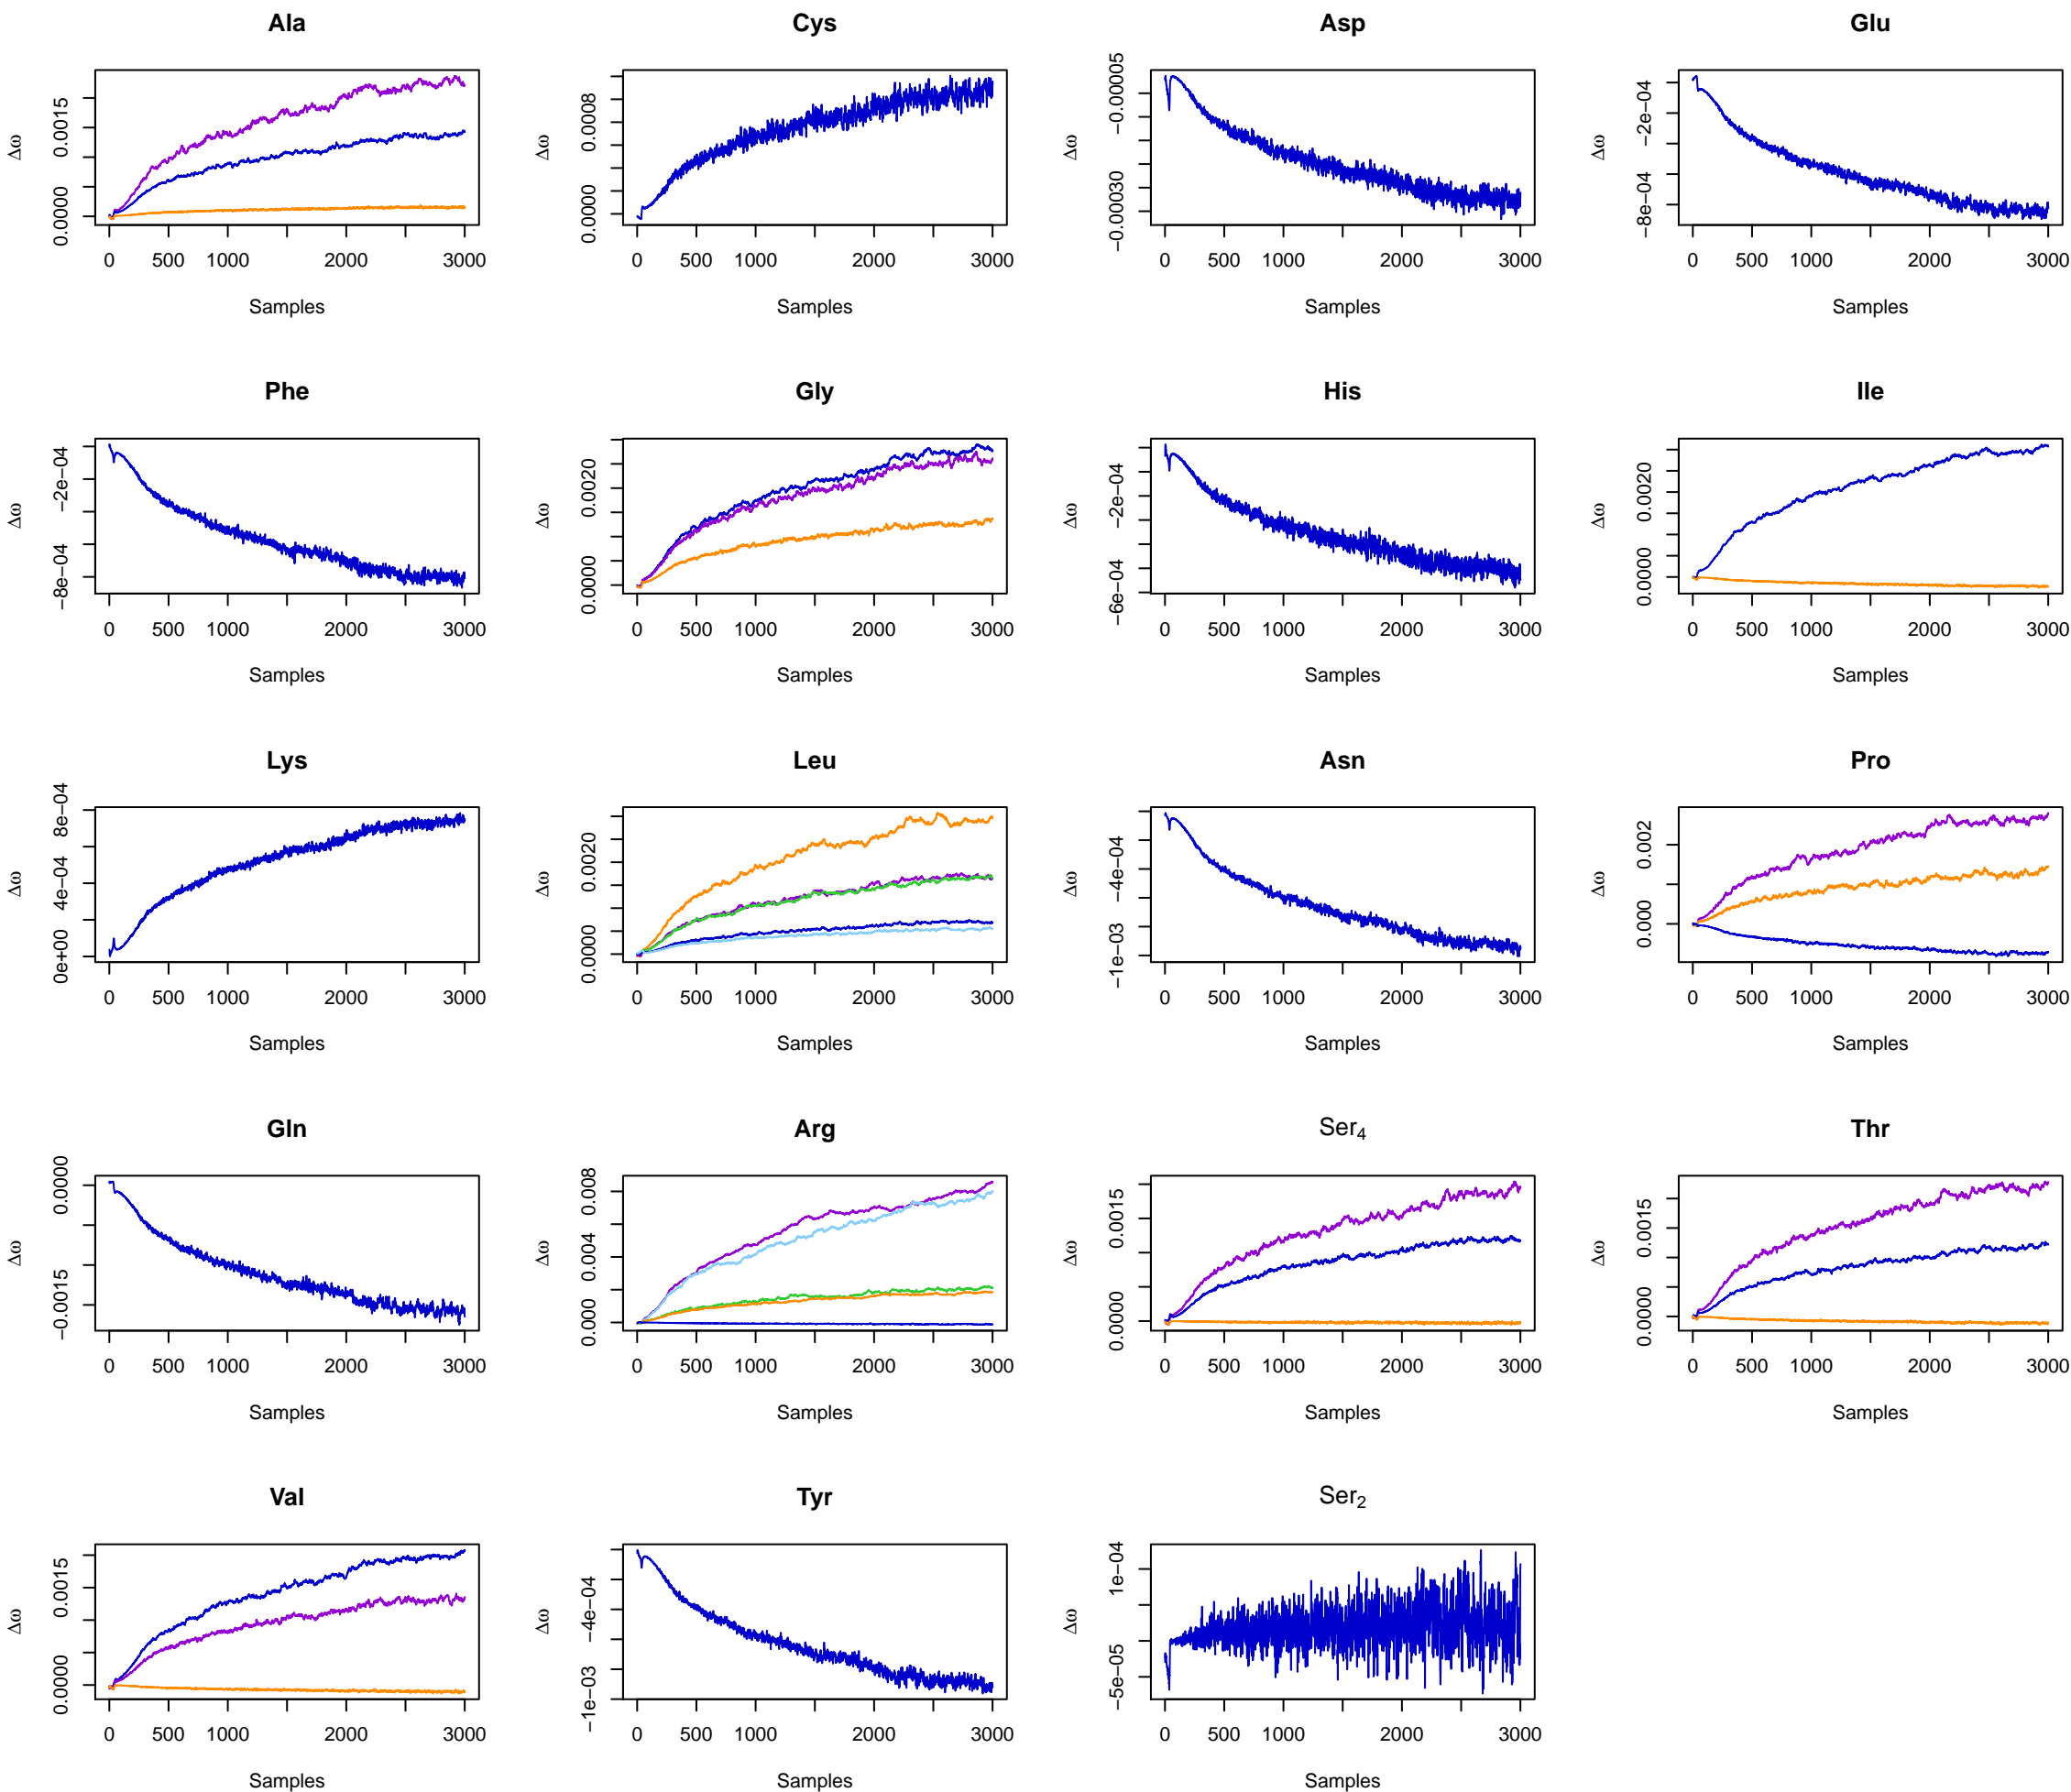 Ala
Δω
0.0000 0.0015
0 500 1000 2000 3000
Samples
Cys
Δω
0.0000 0.0008
0 500 1000 2000 3000
Samples
Asp
Δω
−0.00030 −0.00005
0 500 1000 2000 3000
Samples
Glu
Δω
−8e−04 −2e−04
0 500 1000 2000 3000
Samples
Phe
Δω
−8e−04 −2e−04
0 500 1000 2000 3000
Samples
Gly
Δω
0.0000 0.0020
0 500 1000 2000 3000
Samples
His
Δω
−6e−04 −2e−04
0 500 1000 2000 3000
Samples
Ile
Δω
0.0000 0.0020
0 500 1000 2000 3000
Samples
Lys
Δω
0e+00 4e−04 8e−04
0 500 1000 2000 3000
Samples
Leu
Δω
0.0000 0.0020
0 500 1000 2000 3000
Samples
Asn
Δω
−1e−03 −4e−04
0 500 1000 2000 3000
Samples
Pro
Δω
0.000 0.002
0 500 1000 2000 3000
Samples
Gln
Δω
−0.0015 0.0000
0 500 1000 2000 3000
Samples
Arg
Δω
0.000 0.004 0.008
0 500 1000 2000 3000
Samples
Ser₄
Δω
0.0000 0.0015
0 500 1000 2000 3000
Samples
Thr
Δω
0.0000 0.0015
0 500 1000 2000 3000
Samples
Val
Δω
0.0000 0.0015
0 500 1000 2000 3000
Samples
Tyr
Δω
−1e−03 −4e−04
0 500 1000 2000 3000
Samples
Ser₂
Δω
−5e−05 1e−04
0 500 1000 2000 3000
Samples